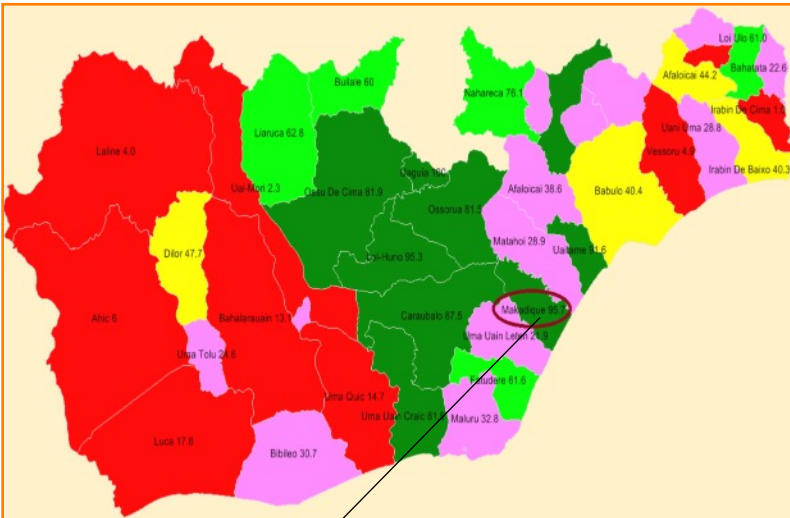 Loi Ulo 61.0
Afaloicai 44.2
Bahatata 22.6
Builale 60
Nahareca 76.1
Irabin De Cima 1.0
Liaruca 62.8
Uani Uma 28.8
Laline 4.0
Vessoru 4.9
Uaguia 100
Irabin De Baixo 40.3
Uai-Mori 2.3
Ossu De Cima 81.9
Afaloicai 38.6
Babulo 40.4
Ossorua 81.5
Matahoi 28.9
Uaitame 91.6
Dilor 47.7
Loi-Huno 95.3
Makadique 95.7
Ahic 6
Bahalarauain 13.1
Caraubalo 87.5
Uma Uain Leten 21.9
Uma Tolu 24.6
Fatudere 61.6
Uma Quic 14.7
Uma Uain Craic 81.8
Maluru 32.8
Luca 17.6
Bibileo 30.7